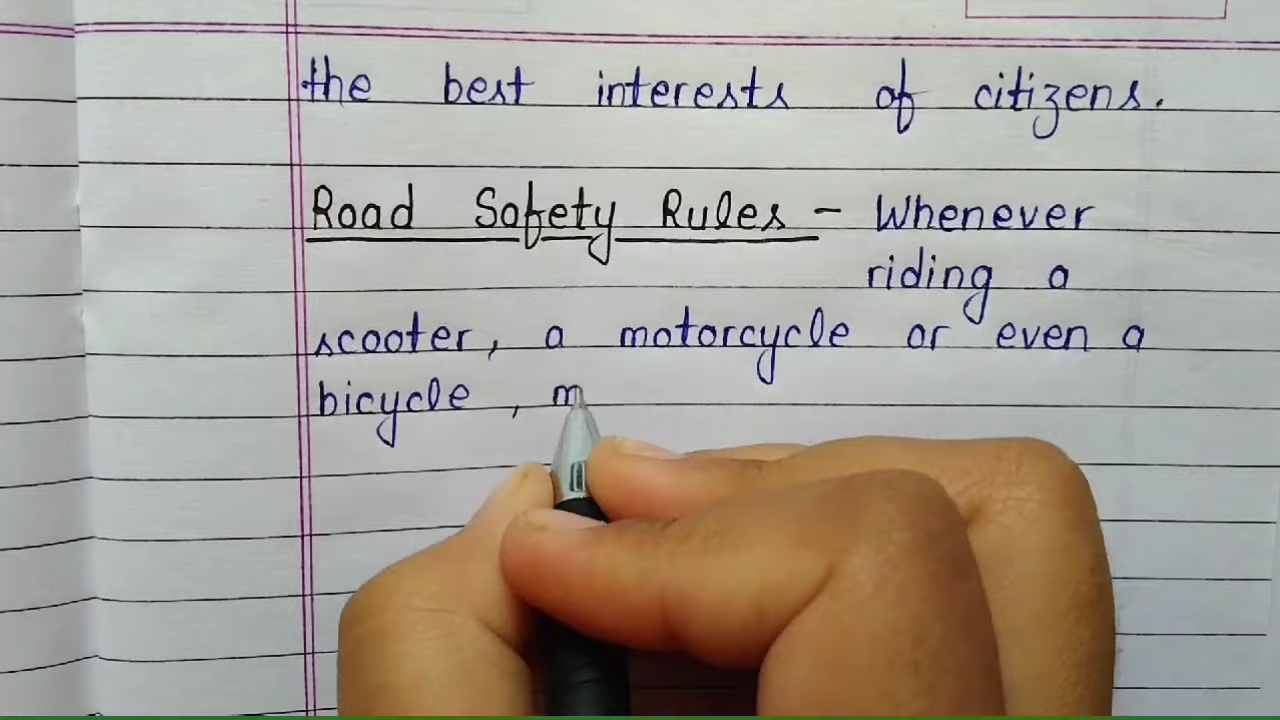 the best interests of citizens.
Road Safety Rules - Whenever
riding a
scooter, a motorcycle or even a
bicycle , m